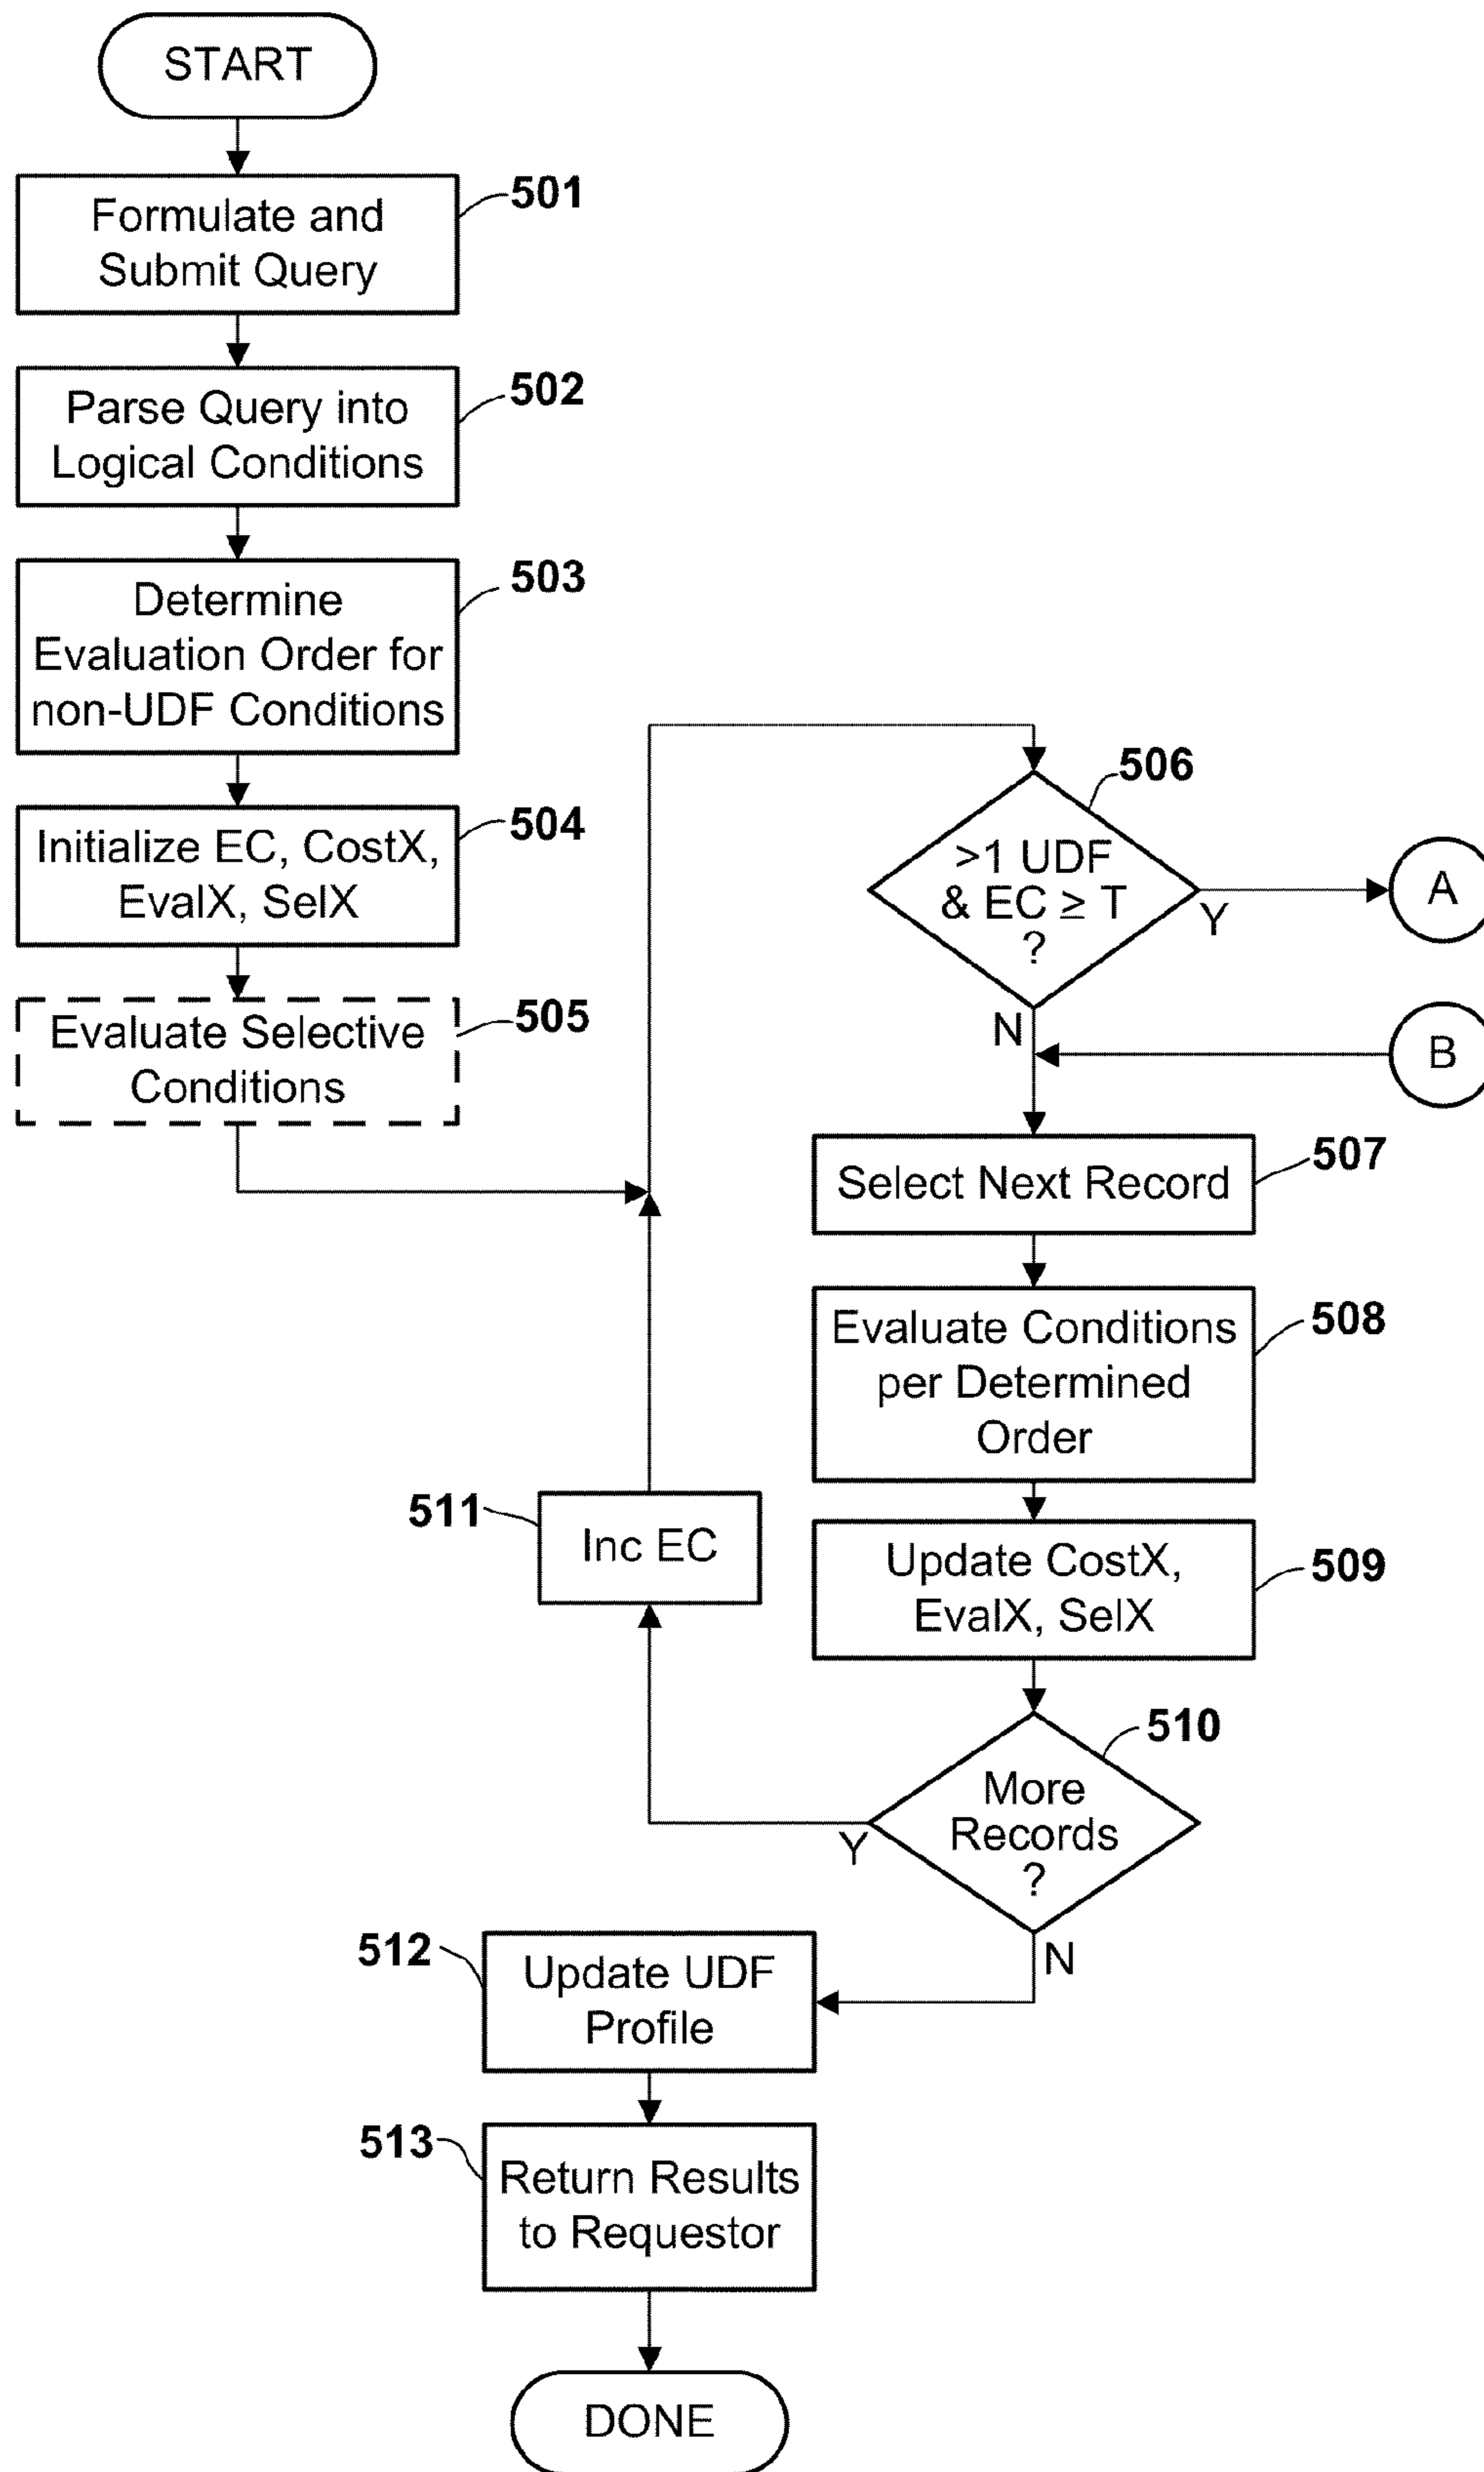 START
501
Formulate and
Submit Query
502
Parse Query into
Logical Conditions
503
Determine
Evaluation Order for
non-UDF Conditions
504
Initialize EC, CostX,
EvalX, SelX
505
Evaluate Selective
Conditions
506
>1 UDF
& EC ≥ T
?
Y
A
N
B
507
Select Next Record
508
Evaluate Conditions
per Determined
Order
511
Inc EC
509
Update CostX,
EvalX, SelX
510
More
Records
?
Y
N
512
Update UDF
Profile
513
Return Results
to Requestor
DONE